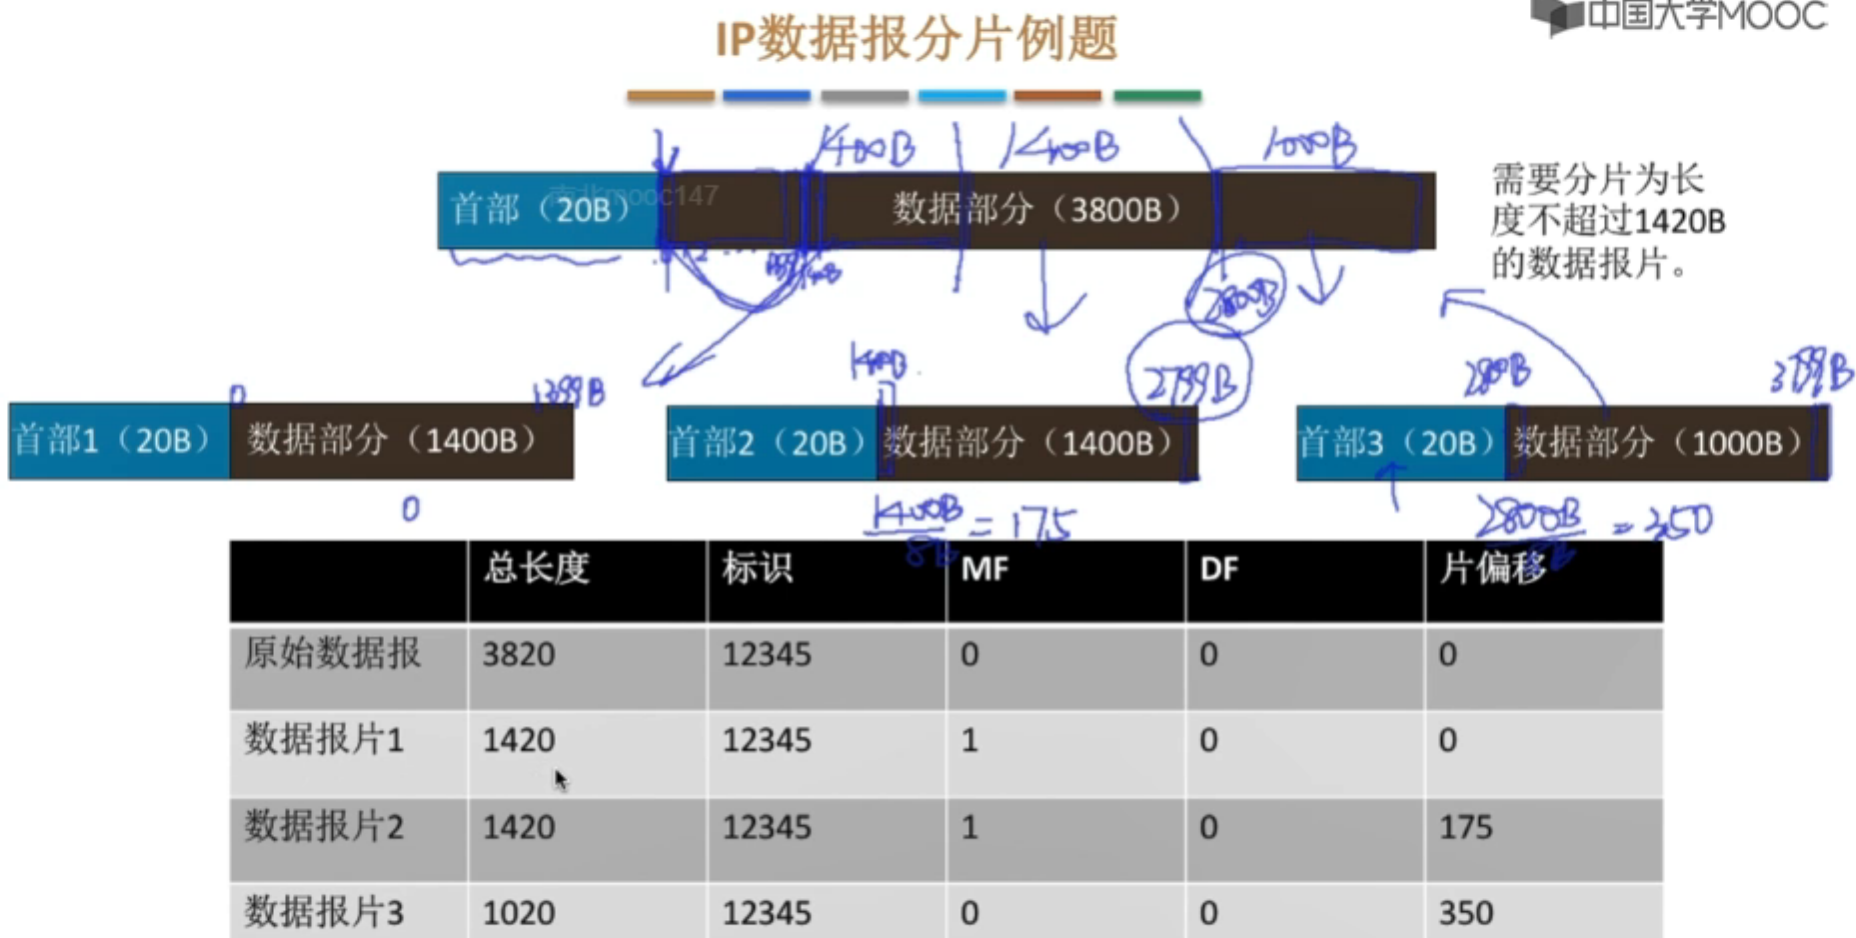 中国大学MOOC
IP数据报分片例题
1400B 1400B 1000B
首部（20B） 数据部分（3800B）
mooc147
需要分片为长
度不超过1420B
的数据报片。
2800B
0 1399B
1400B 2799B
2800B 3799B
首部1（20B） 数据部分（1400B）
首部2（20B） 数据部分（1400B）
首部3（20B） 数据部分（1000B）
0
1400B
8B = 175
2800B
8B = 350
总长度 标识 MF DF 片偏移
原始数据报 3820 12345 0 0 0
数据报片1 1420 12345 1 0 0
数据报片2 1420 12345 1 0 175
数据报片3 1020 12345 0 0 350